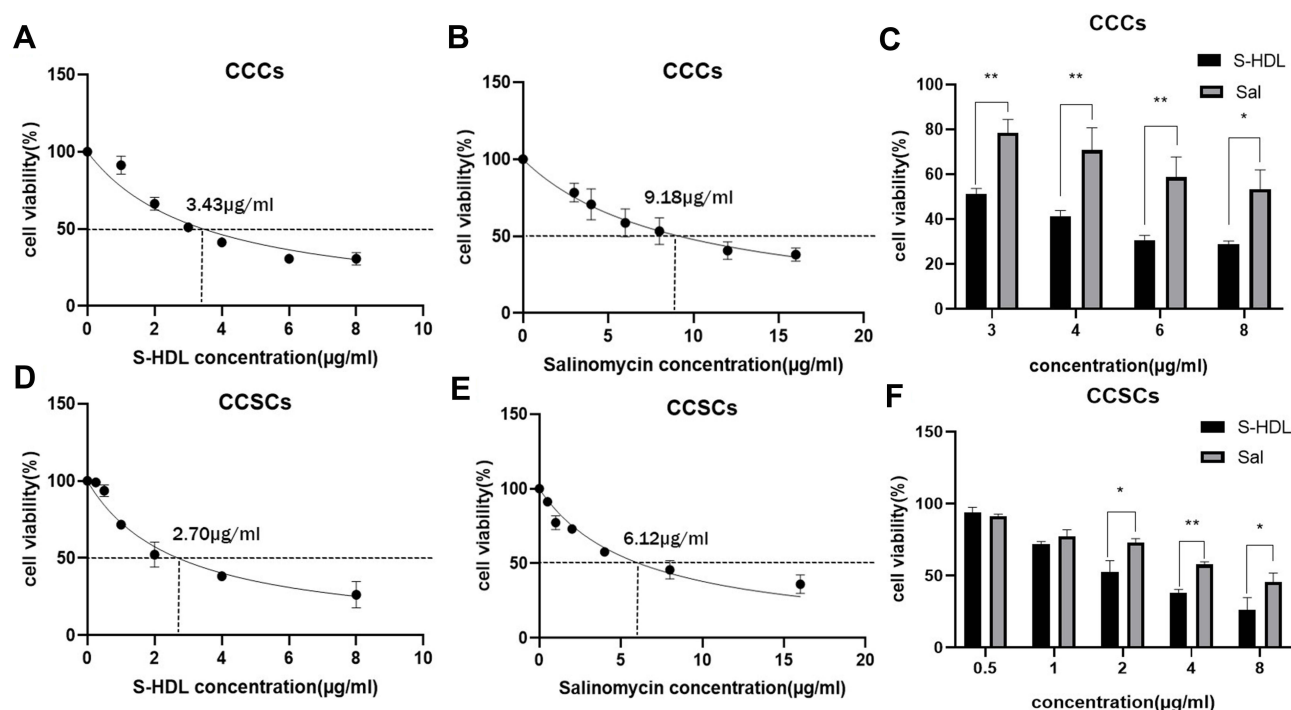 A
CCCs
150
100
50
0
cell viability(%)
3.43µg/ml
0 2 4 6 8 10
S-HDL concentration(µg/ml)
B
CCCs
150
100
50
0
cell viability(%)
9.18µg/ml
0 5 10 15 20
Salinomycin concentration(µg/ml)
C
CCCs
S-HDL
Sal
100
80
60
40
20
0
cell viability(%)
** ** ** *
3 4 6 8
concentration(µg/ml)
D
CCSCs
150
100
50
0
cell viability(%)
2.70µg/ml
0 2 4 6 8 10
S-HDL concentration(µg/ml)
E
CCSCs
150
100
50
0
cell viability(%)
6.12µg/ml
0 5 10 15 20
Salinomycin concentration(µg/ml)
F
CCSCs
S-HDL
Sal
150
100
50
0
cell viability(%)
* ** *
0.5 1 2 4 8
concentration(µg/ml)